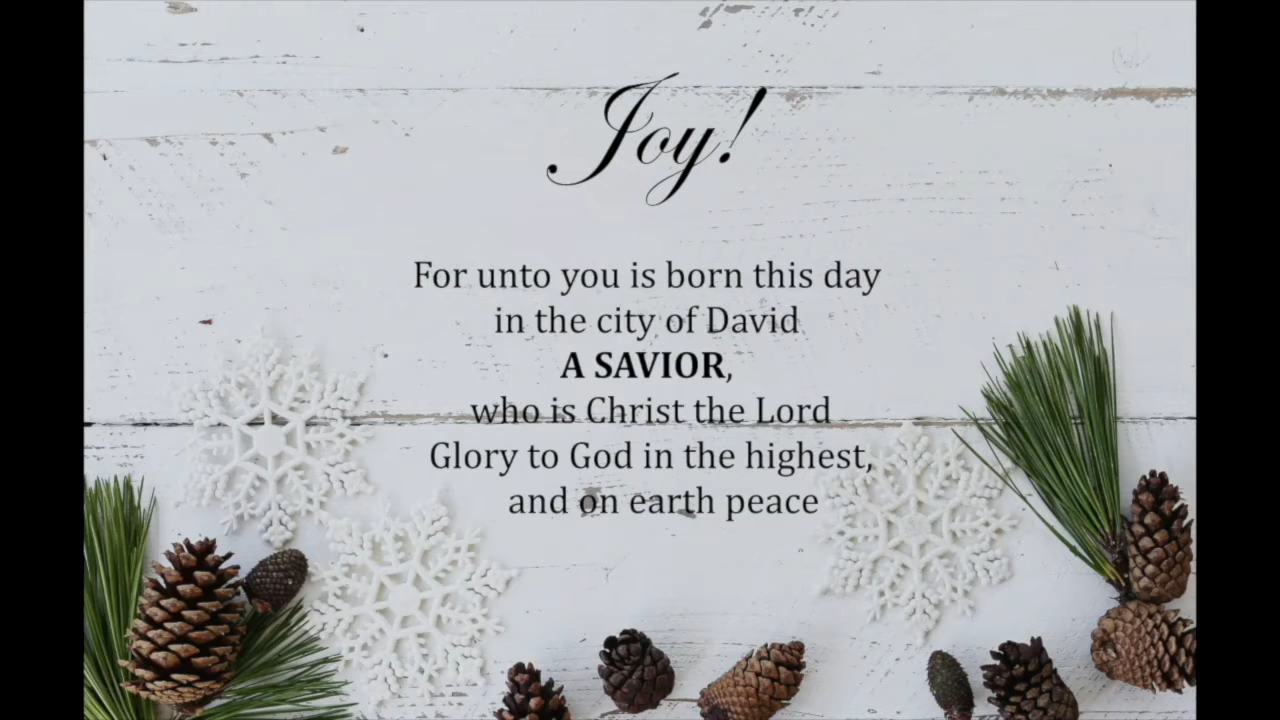 Joy!
For unto you is born this day
in the city of David
A SAVIOR,
who is Christ the Lord
Glory to God in the highest,
and on earth peace